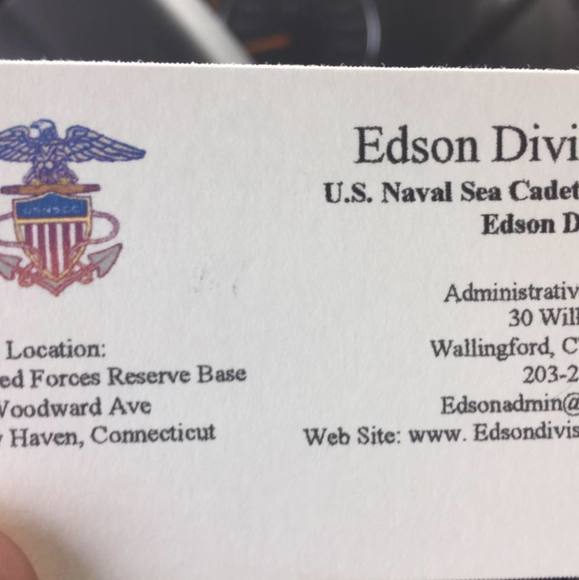 USNSCC
Edson Divi
U.S. Naval Sea Cadet
Edson D
Administrativ
30 Will
Wallingford, C
203-2
Edsonadmin@
Web Site: www. Edsondivis
Location:
ed Forces Reserve Base
Woodward Ave
Haven, Connecticut